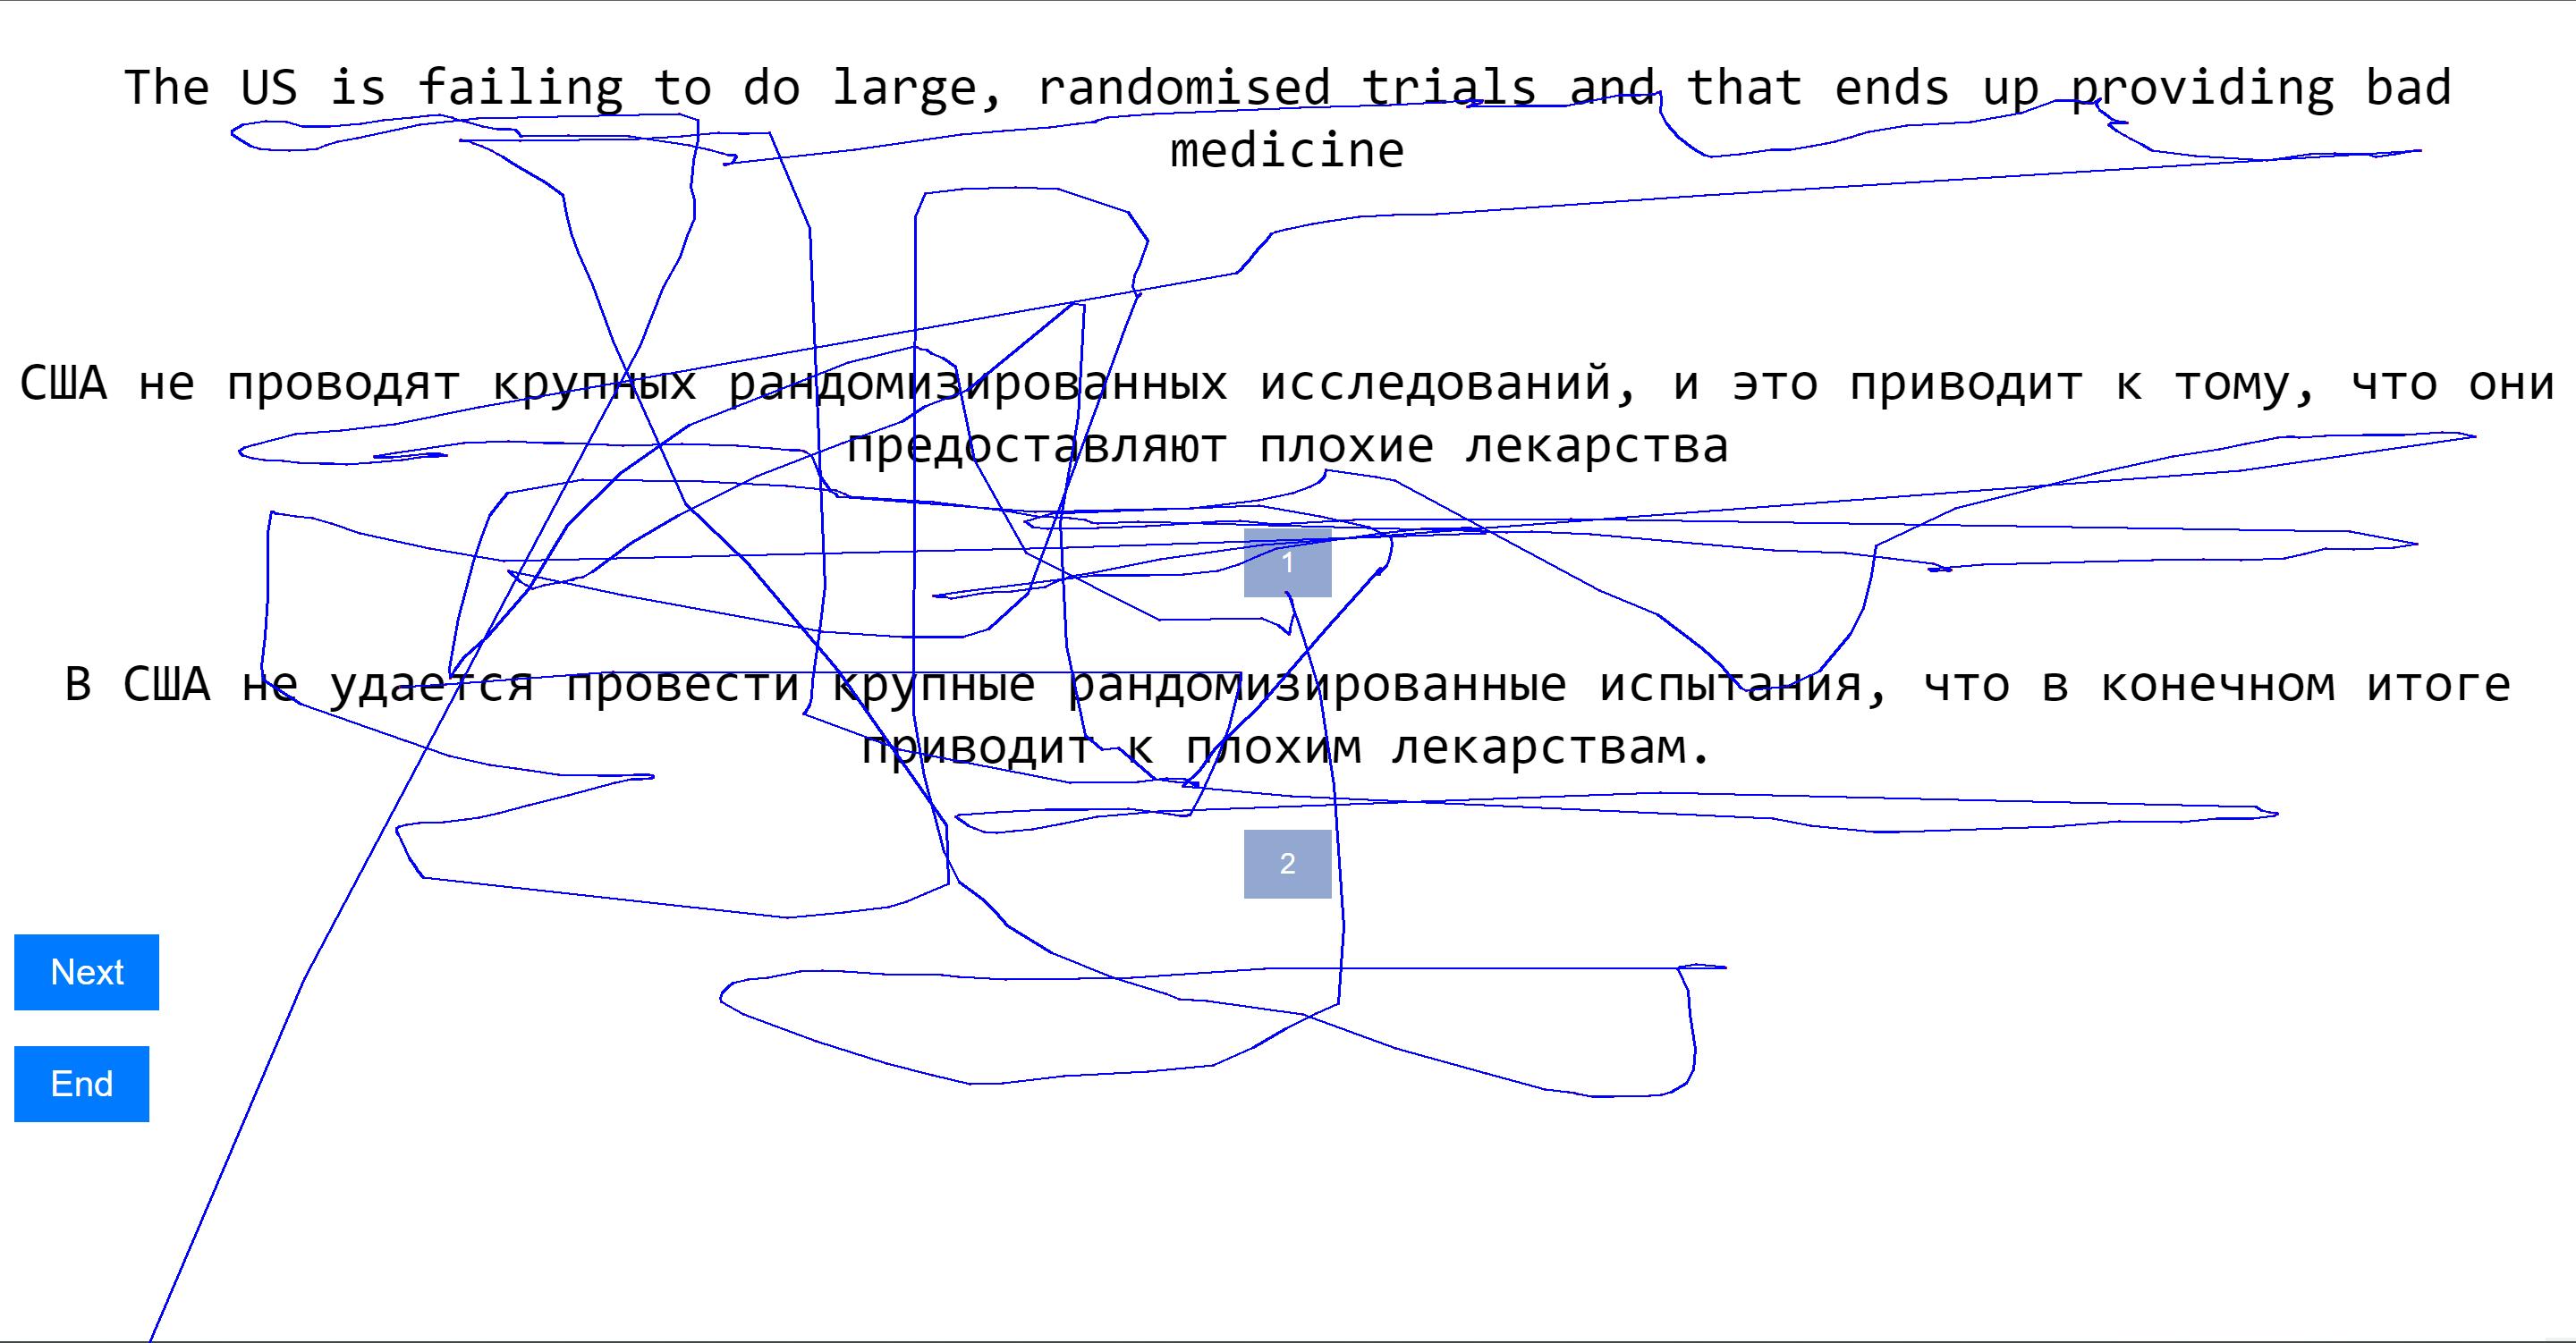 The US is failing to do large, randomised trials and that ends up providing bad
medicine
США не проводят крупных рандомизированных исследований, и это приводит к тому, что они
предоставляют плохие лекарства
1
В США не удается провести крупные рандомизированные испытания, что в конечном итоге
приводит к плохим лекарствам.
2
Next
End